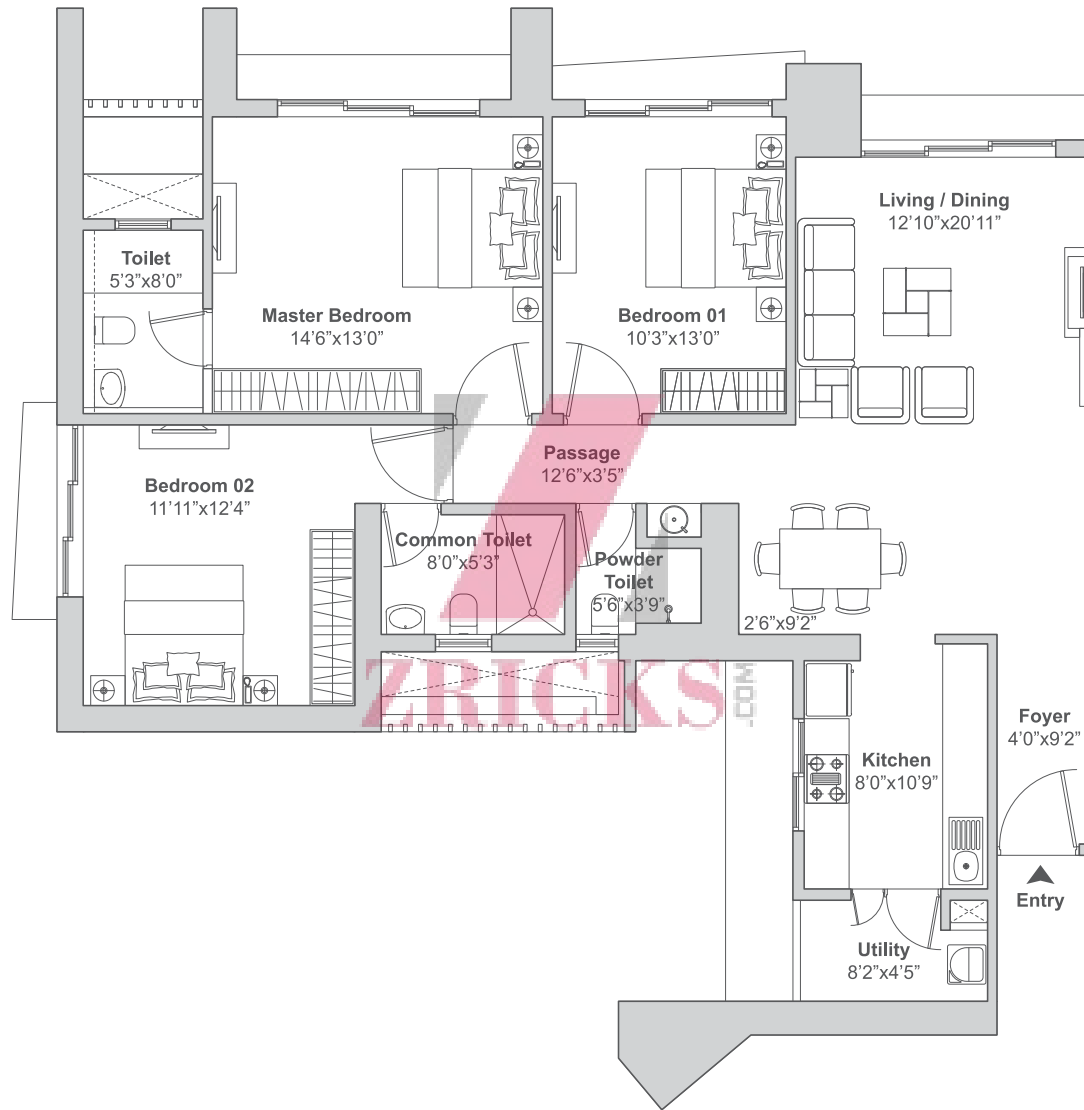 Living / Dining
12'10"x20'11"
Toilet
5'3"x8'0"
Master Bedroom
14'6"x13'0"
Bedroom 01
10'3"x13'0"
Passage
12'6"x3'5"
Bedroom 02
11'11"x12'4"
Common Toilet
8'0"x5'3"
Powder
Toilet
5'6"x3'9"
2'6"x9'2"
ZRICKS
.COM
Foyer
4'0"x9'2"
Kitchen
8'0"x10'9"
Entry
Utility
8'2"x4'5"